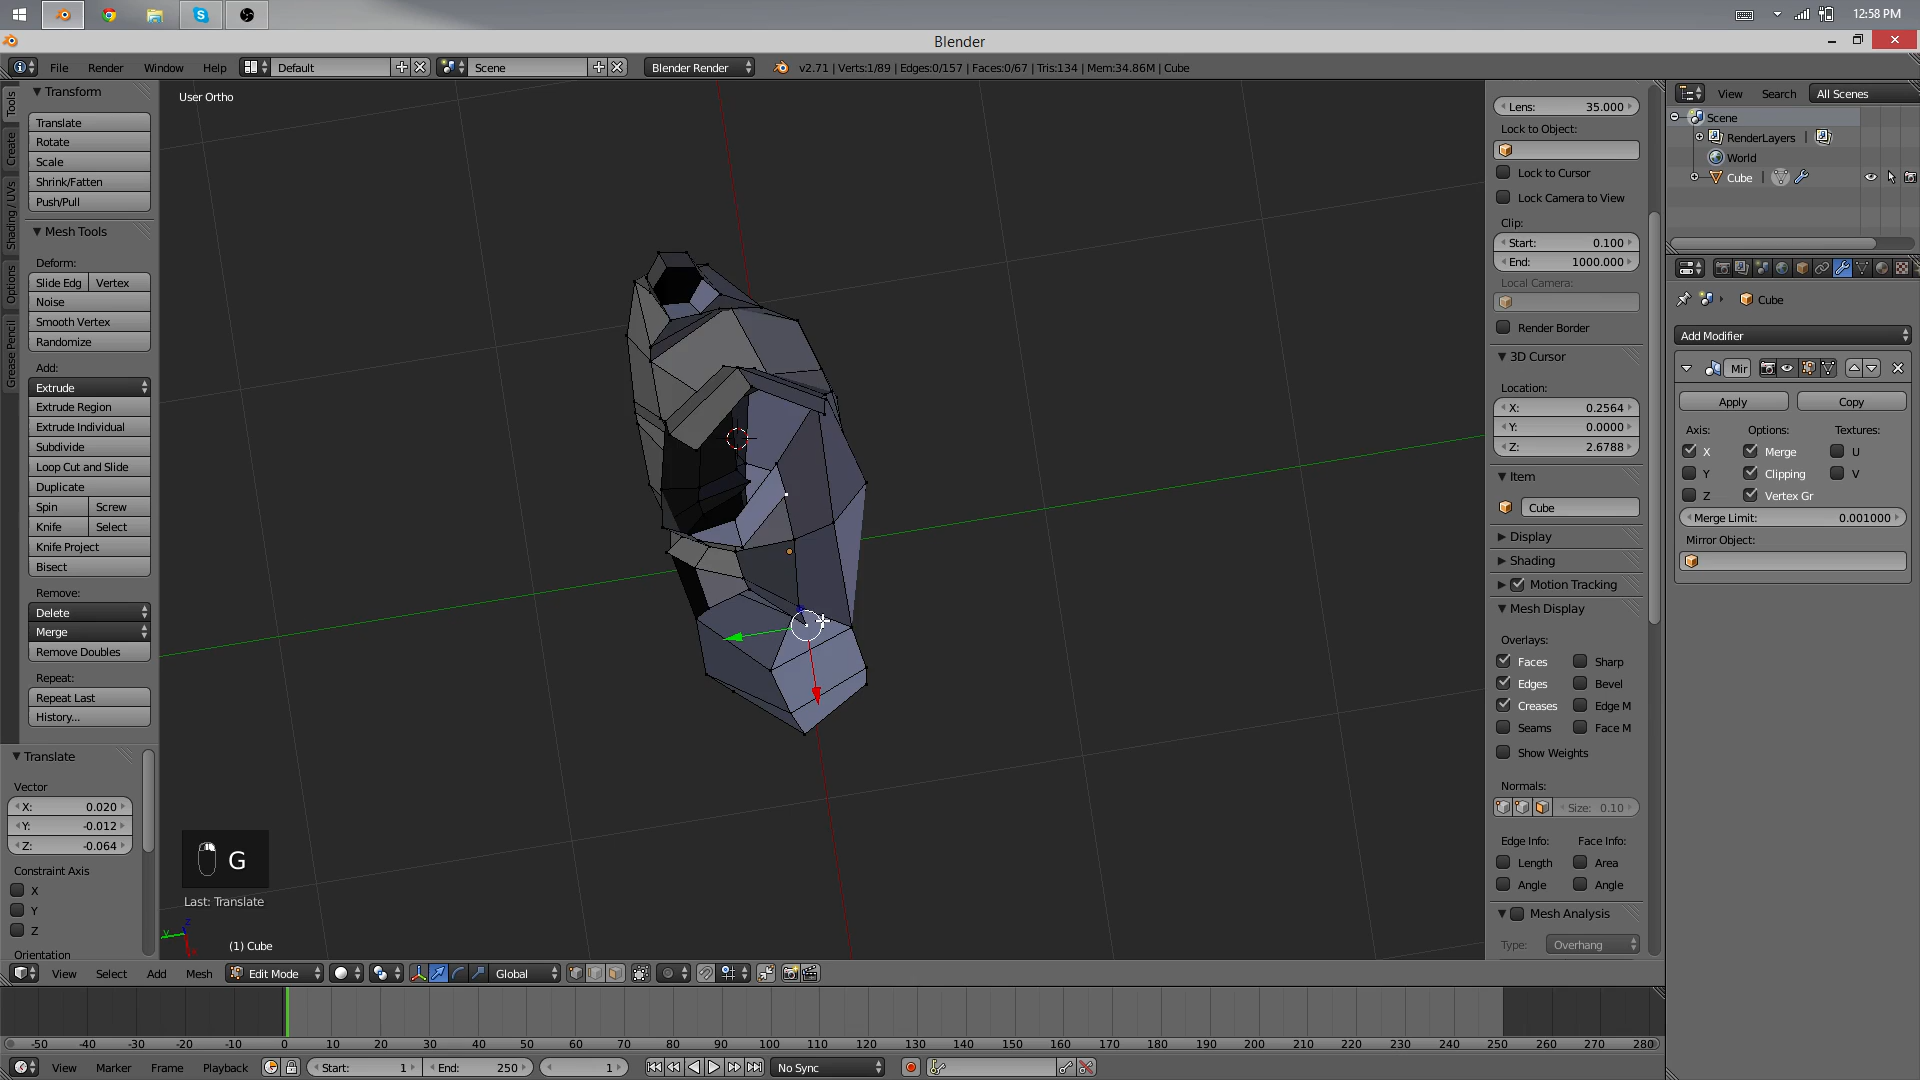 12:58 PM
Blender
File Render Window Help Default Scene Blender Render v2.71 | Verts:1/89 | Edges:0/157 | Faces:0/67 | Tris:134 | Mem:34.86M | Cube
Tools
Create
Shading / UVs
Options
Grease Pencil
Transform
Translate
Rotate
Scale
Shrink/Fatten
Push/Pull
Mesh Tools
Deform:
Slide Edg Vertex
Noise
Smooth Vertex
Randomize
Add:
Extrude
Extrude Region
Extrude Individual
Subdivide
Loop Cut and Slide
Duplicate
Spin Screw
Knife Select
Knife Project
Bisect
Remove:
Delete
Merge
Remove Doubles
Repeat:
Repeat Last
History...
Translate
Vector
X: 0.020
Y: -0.012
Z: -0.064
Constraint Axis
X
Y
Z
Orientation
User Ortho
G
Last: Translate
(1) Cube
Lens: 35.000
Lock to Object:
Lock to Cursor
Lock Camera to View
Clip:
Start: 0.100
End: 1000.000
Local Camera:
Render Border
3D Cursor
Location:
X: 0.2564
Y: 0.0000
Z: 2.6788
Item
Cube
Display
Shading
Motion Tracking
Mesh Display
Overlays:
Faces Sharp
Edges Bevel
Creases Edge M
Seams Face M
Show Weights
Normals:
Size: 0.10
Edge Info: Face Info:
Length Area
Angle Angle
Mesh Analysis
Type: Overhang
View Search All Scenes
Scene
RenderLayers |
World
Cube |
Cube
Add Modifier
Mir
Apply Copy
Axis: Options: Textures:
X Merge U
Y Clipping V
Z Vertex Gr
Merge Limit: 0.001000
Mirror Object:
View Select Add Mesh Edit Mode Global
-50 -40 -30 -20 -10 0 10 20 30 40 50 60 70 80 90 100 110 120 130 140 150 160 170 180 190 200 210 220 230 240 250 260 270 280
View Marker Frame Playback Start: 1 End: 250 1 No Sync